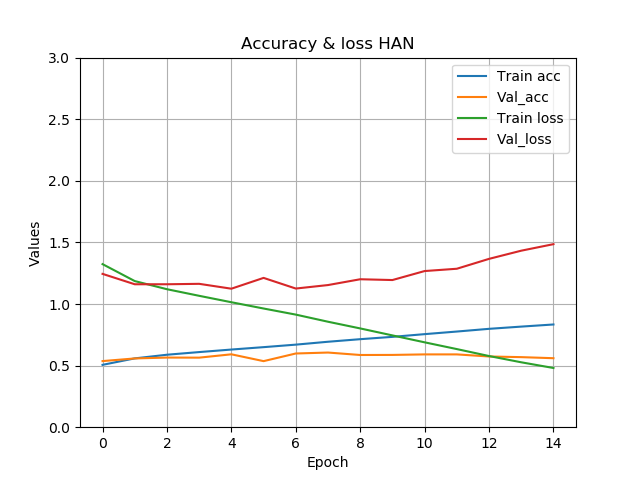 Accuracy & loss HAN
3.0
2.5
2.0
1.5
1.0
0.5
0.0
Values
Train acc
Val_acc
Train loss
Val_loss
0 2 4 6 8 10 12 14
Epoch